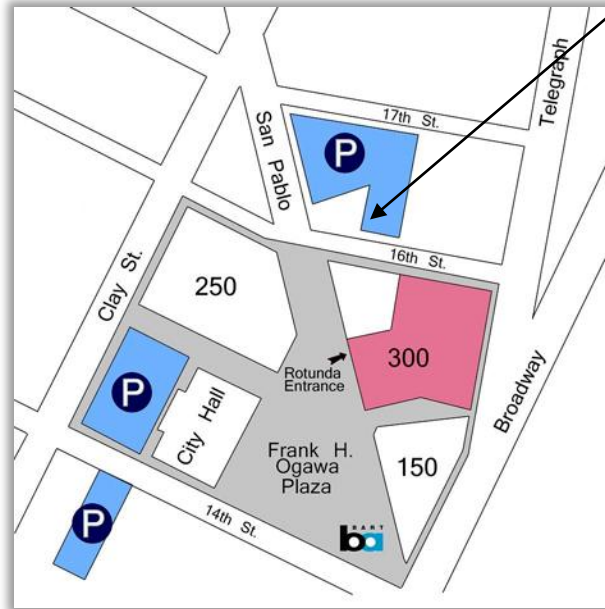 Telegraph
17th St.
P
San Pablo
16th St.
Clay St.
250
300
Rotunda
Entrance
Broadway
P
City Hall
Frank H.
Ogawa
Plaza
150
P
14th St.
BART
ba